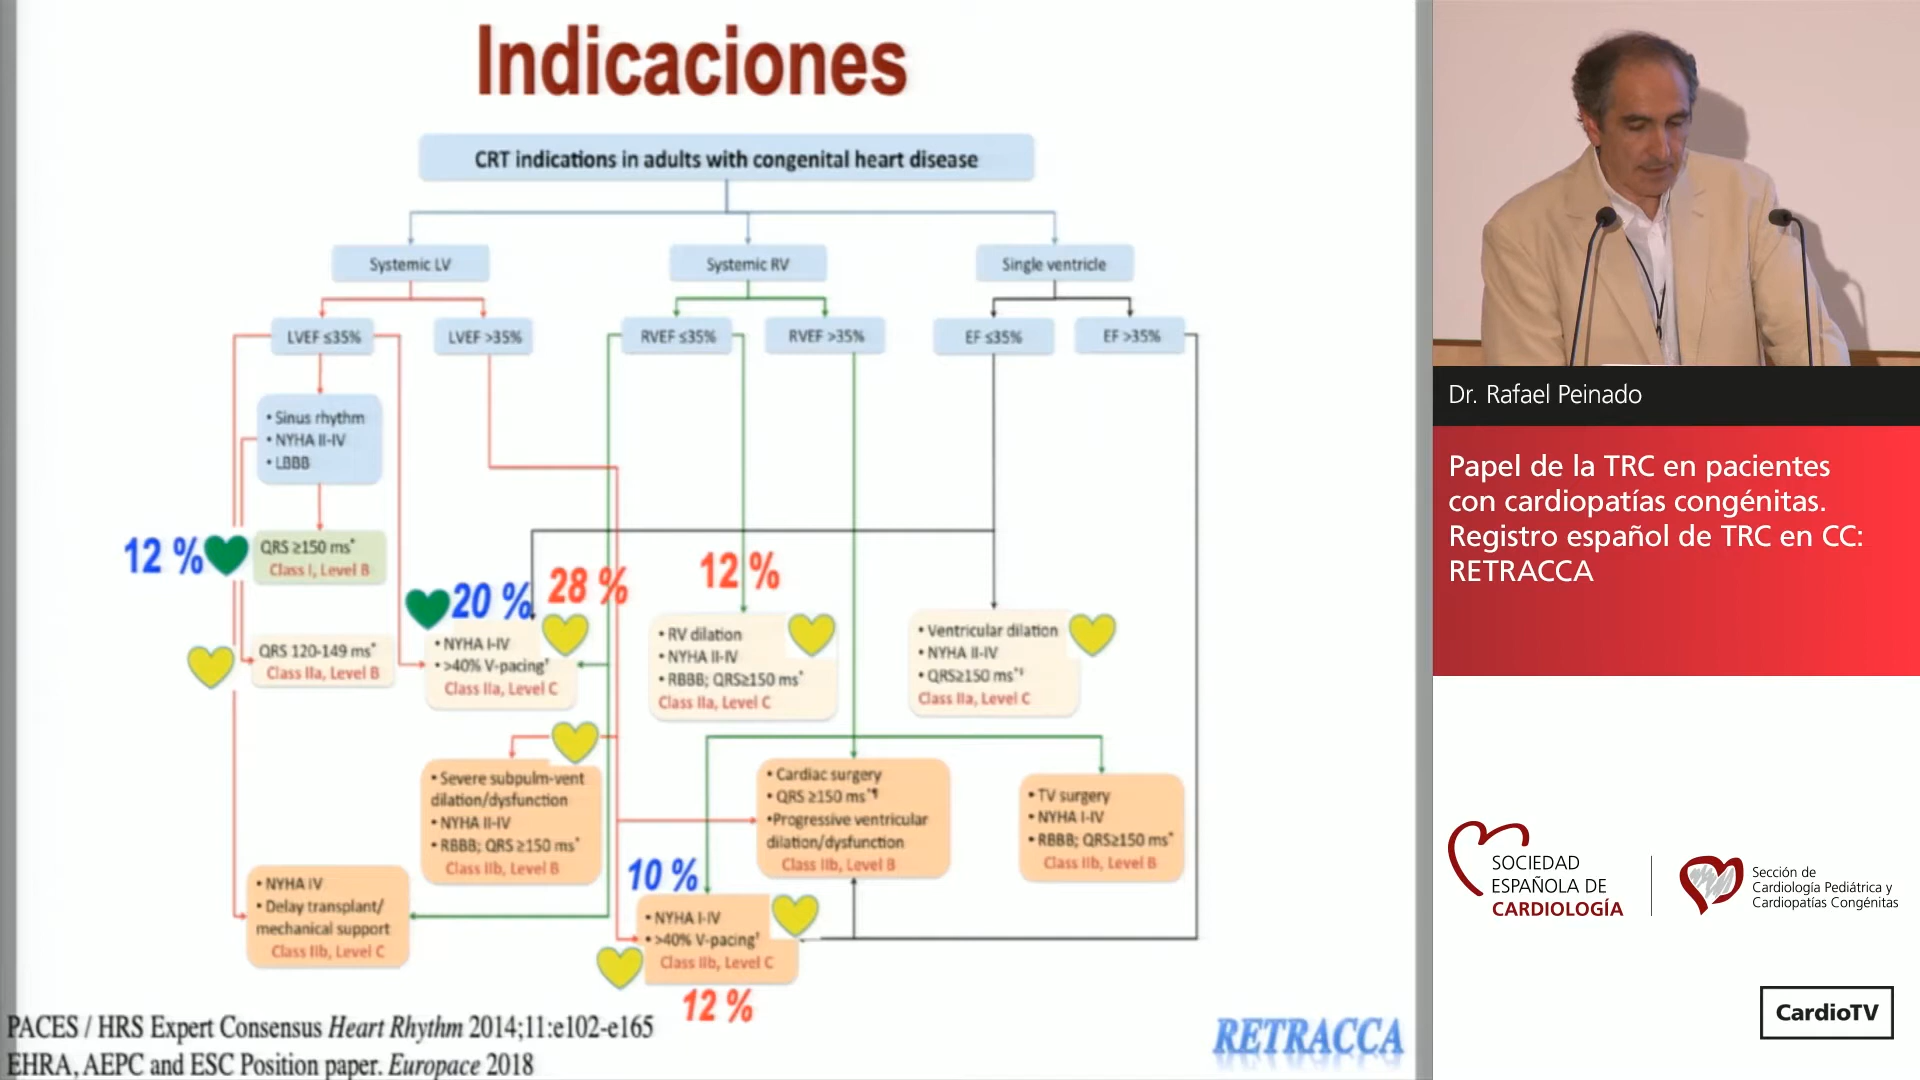 Indicaciones
CRT indications in adults with congenital heart disease
Systemic LV
Systemic RV
Single ventricle
LVEF ≤35%
LVEF >35%
RVEF ≤35%
RVEF >35%
EF ≤35%
EF >35%
• Sinus rhythm
• NYHA II-IV
• LBBB
12 %
QRS ≥150 ms*
Class I, Level B
20 %
28 %
12 %
QRS 120-149 ms*
Class IIa, Level B
• NYHA I-IV
• >40% V-pacing†
Class IIa, Level C
• RV dilation
• NYHA II-IV
• RBBB; QRS≥150 ms*
Class IIa, Level C
• Ventricular dilation
• NYHA II-IV
• QRS≥150 ms*‡
Class IIa, Level C
• Severe subpulm-vent
dilation/dysfunction
• NYHA II-IV
• RBBB; QRS ≥150 ms*
Class IIb, Level B
• Cardiac surgery
• QRS ≥150 ms*¶
•Progressive ventricular
dilation/dysfunction
Class IIb, Level B
• TV surgery
• NYHA I-IV
• RBBB; QRS≥150 ms*
Class IIb, Level B
• NYHA IV
• Delay transplant/
mechanical support
Class IIb, Level C
10 %
• NYHA I-IV
• >40% V-pacing†
Class IIb, Level C
12 %
PACES / HRS Expert Consensus Heart Rhythm 2014;11:e102-e165
EHRA, AEPC and ESC Position paper. Europace 2018
RETRACCA
Dr. Rafael Peinado
Papel de la TRC en pacientes
con cardiopatías congénitas.
Registro español de TRC en CC:
RETRACCA
SOCIEDAD
ESPAÑOLA DE
CARDIOLOGÍA
Sección de
Cardiología Pediátrica y
Cardiopatías Congénitas
CardioTV